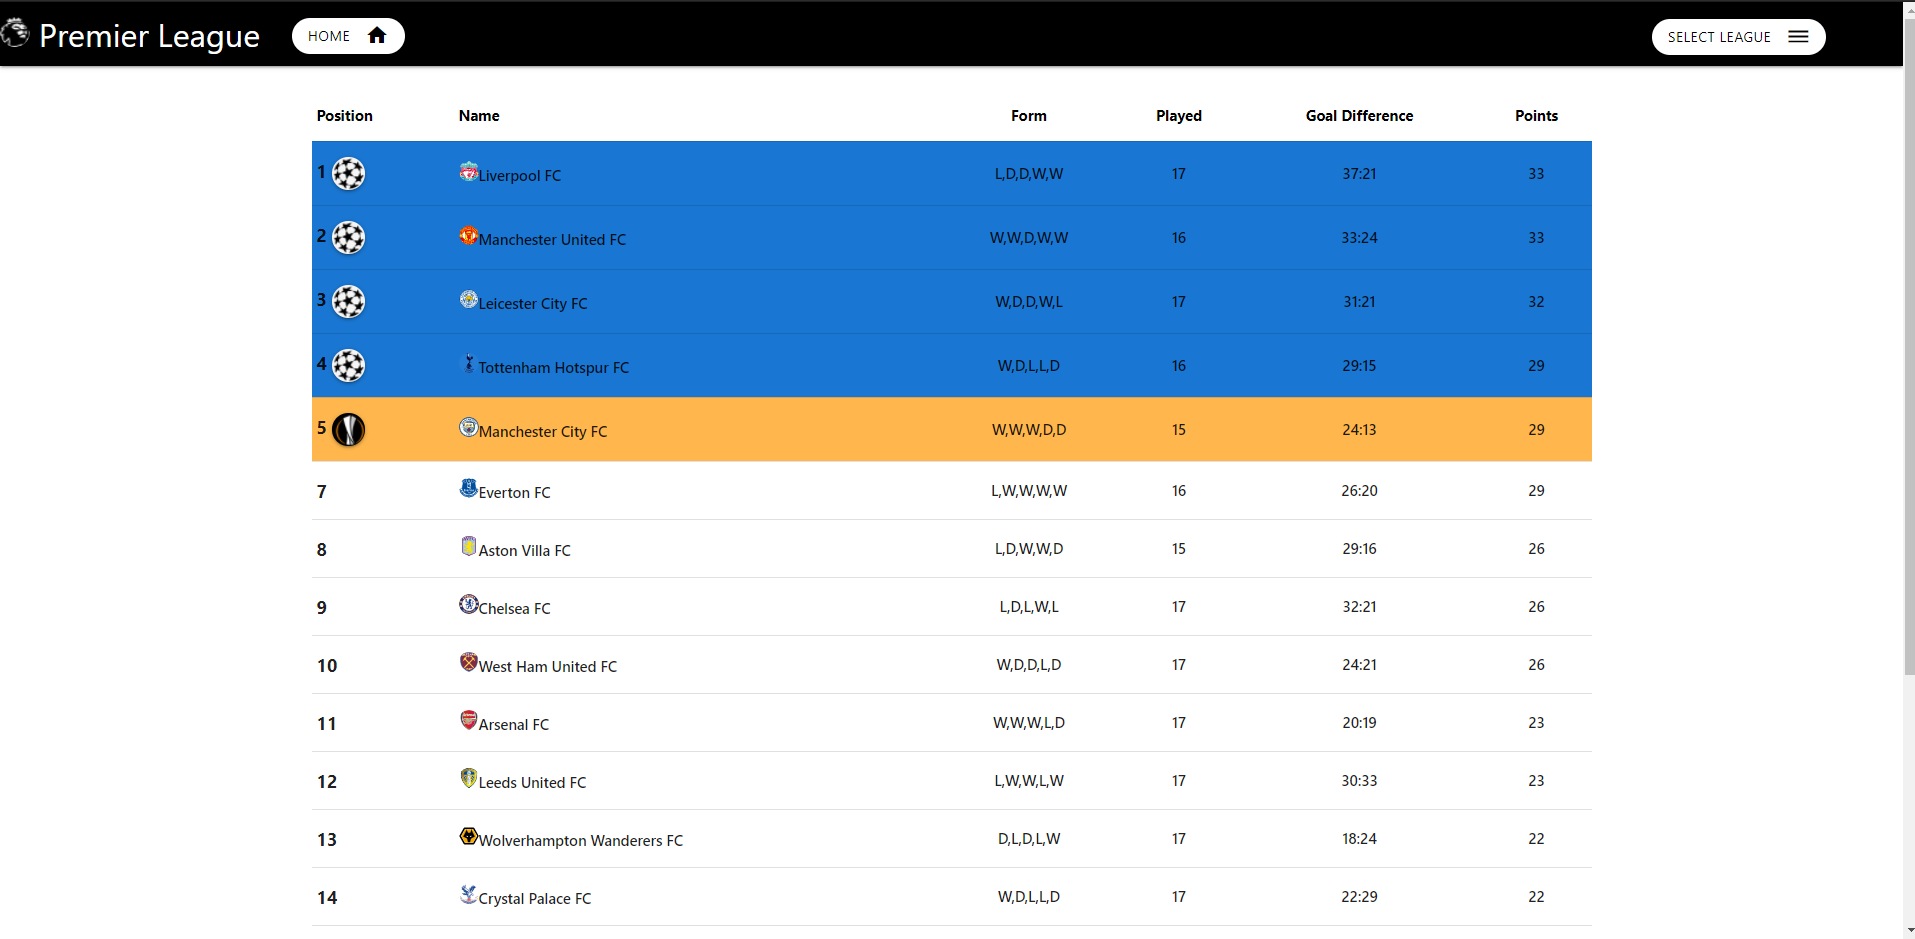 Premier League HOME SELECT LEAGUE
Position Name Form Played Goal Difference Points
1 Liverpool FC L,D,D,W,W 17 37:21 33
2 Manchester United FC W,W,D,W,W 16 33:24 33
3 Leicester City FC W,D,D,W,L 17 31:21 32
4 Tottenham Hotspur FC W,D,L,L,D 16 29:15 29
5 Manchester City FC W,W,W,D,D 15 24:13 29
7 Everton FC L,W,W,W,W 16 26:20 29
8 Aston Villa FC L,D,W,W,D 15 29:16 26
9 Chelsea FC L,D,L,W,L 17 32:21 26
10 West Ham United FC W,D,D,L,D 17 24:21 26
11 Arsenal FC W,W,W,L,D 17 20:19 23
12 Leeds United FC L,W,W,L,W 17 30:33 23
13 Wolverhampton Wanderers FC D,L,D,L,W 17 18:24 22
14 Crystal Palace FC W,D,L,L,D 17 22:29 22